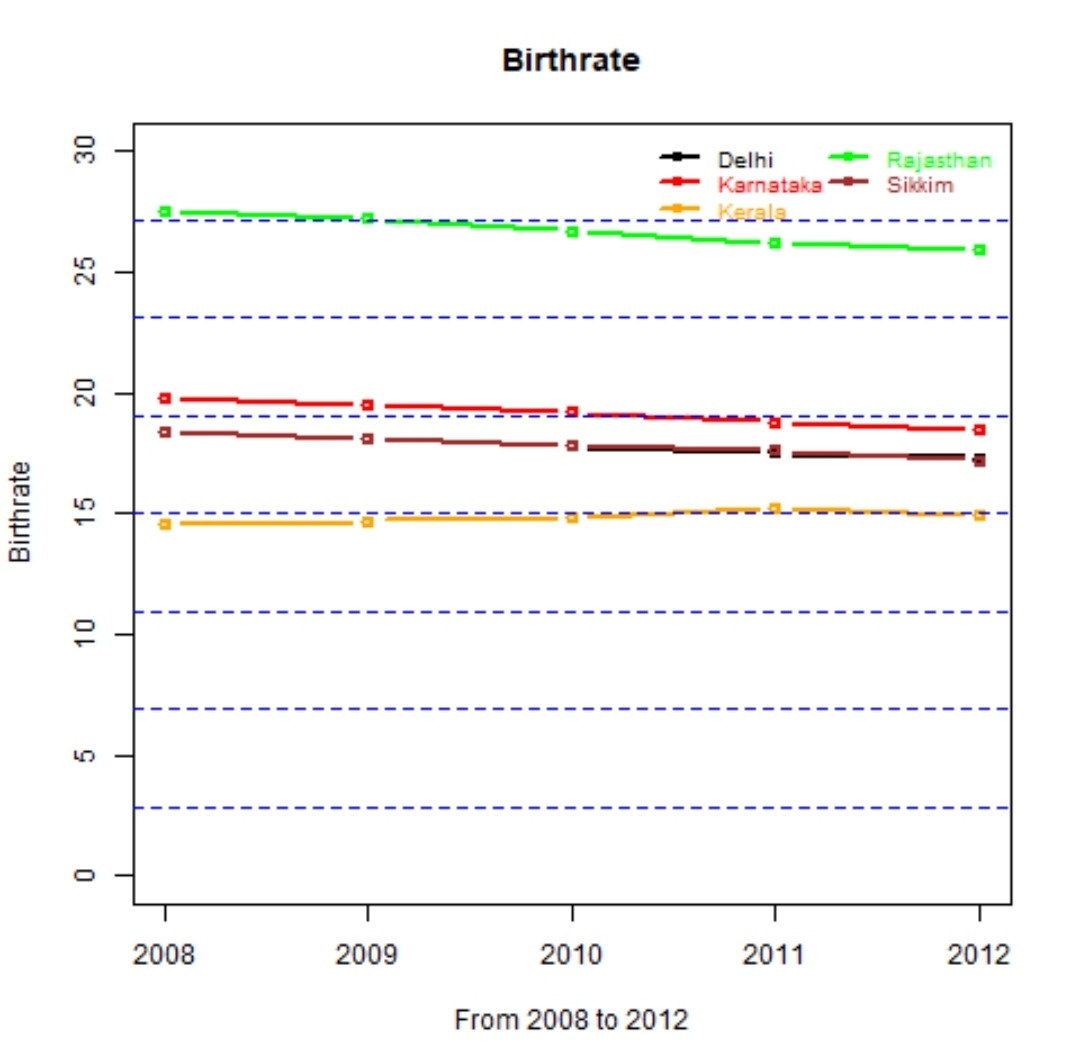 Birthrate
30
25
20
15
10
5
0
Birthrate
Delhi Rajasthan
Karnataka Sikkim
Kerala
2008 2009 2010 2011 2012
From 2008 to 2012